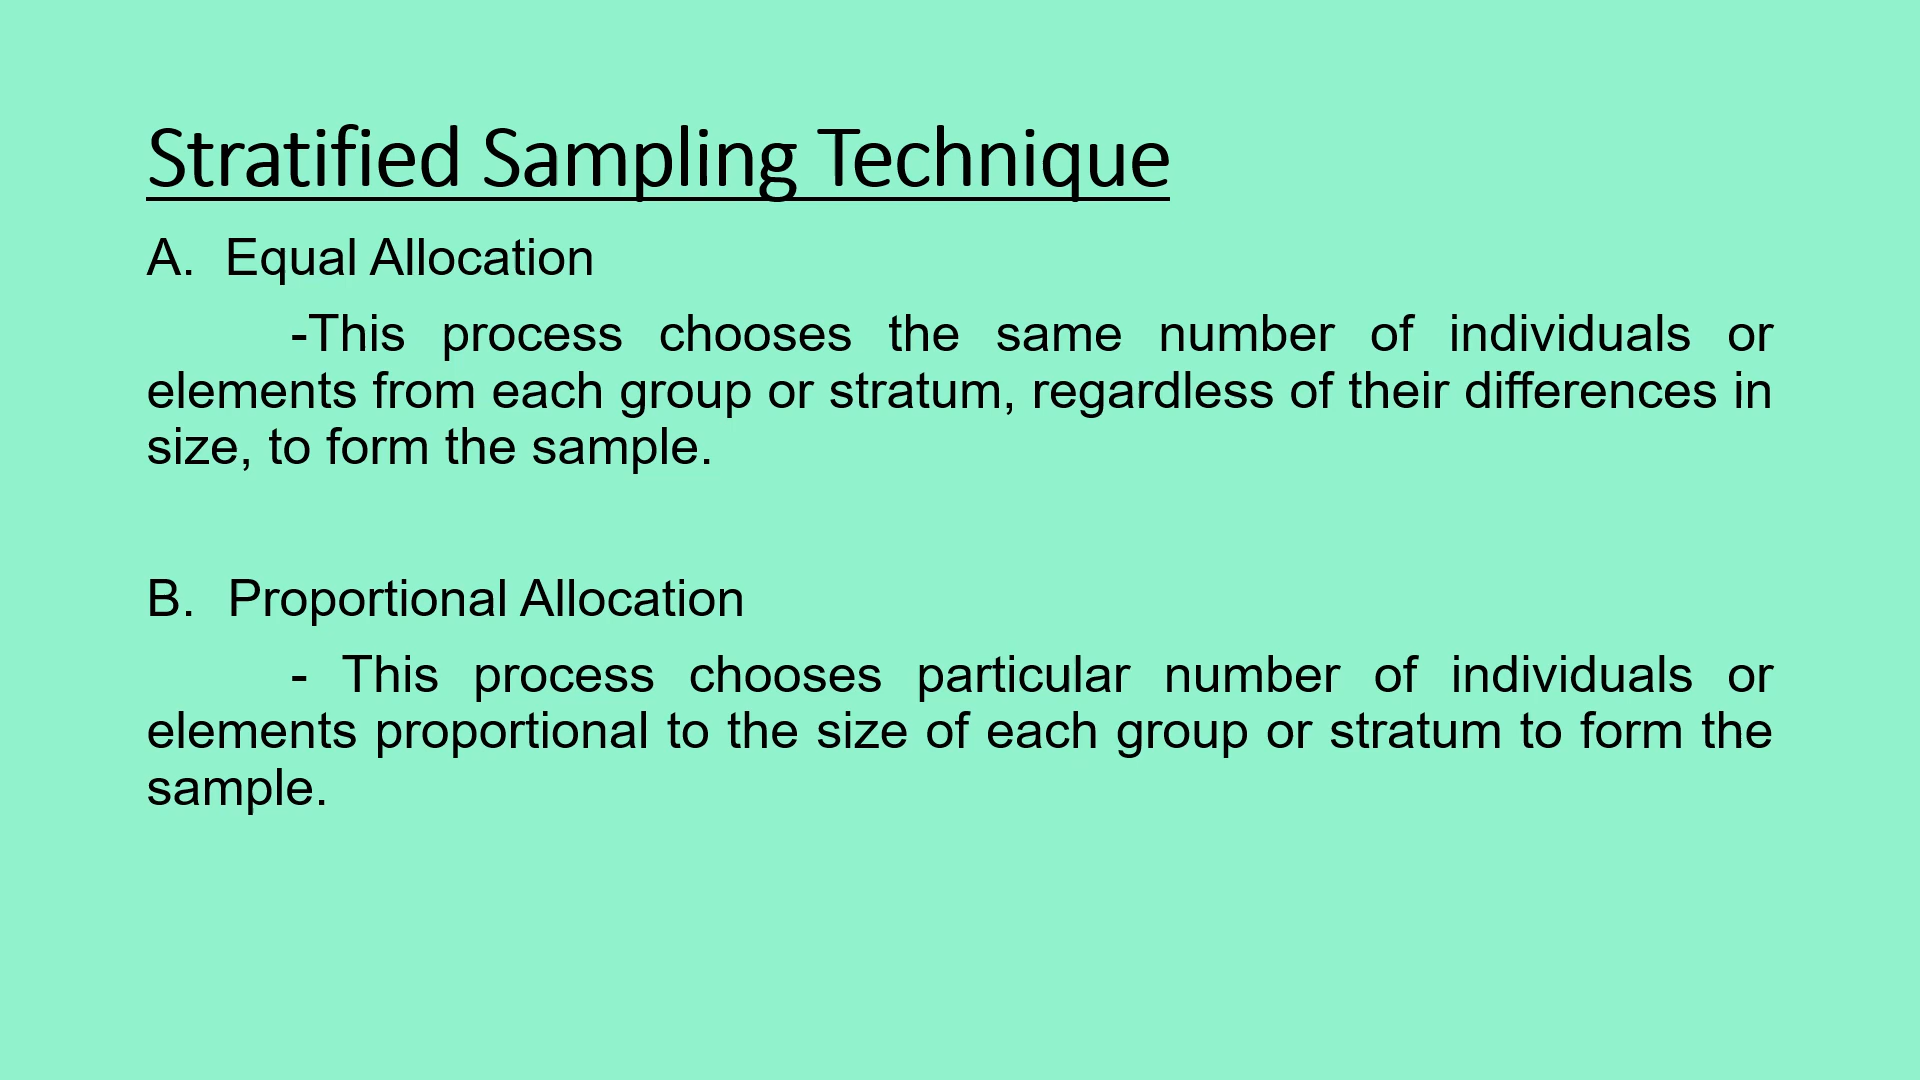 Stratified Sampling Technique
A. Equal Allocation
-This process chooses the same number of individuals or
elements from each group or stratum, regardless of their differences in
size, to form the sample.
B. Proportional Allocation
- This process chooses particular number of individuals or
elements proportional to the size of each group or stratum to form the
sample.